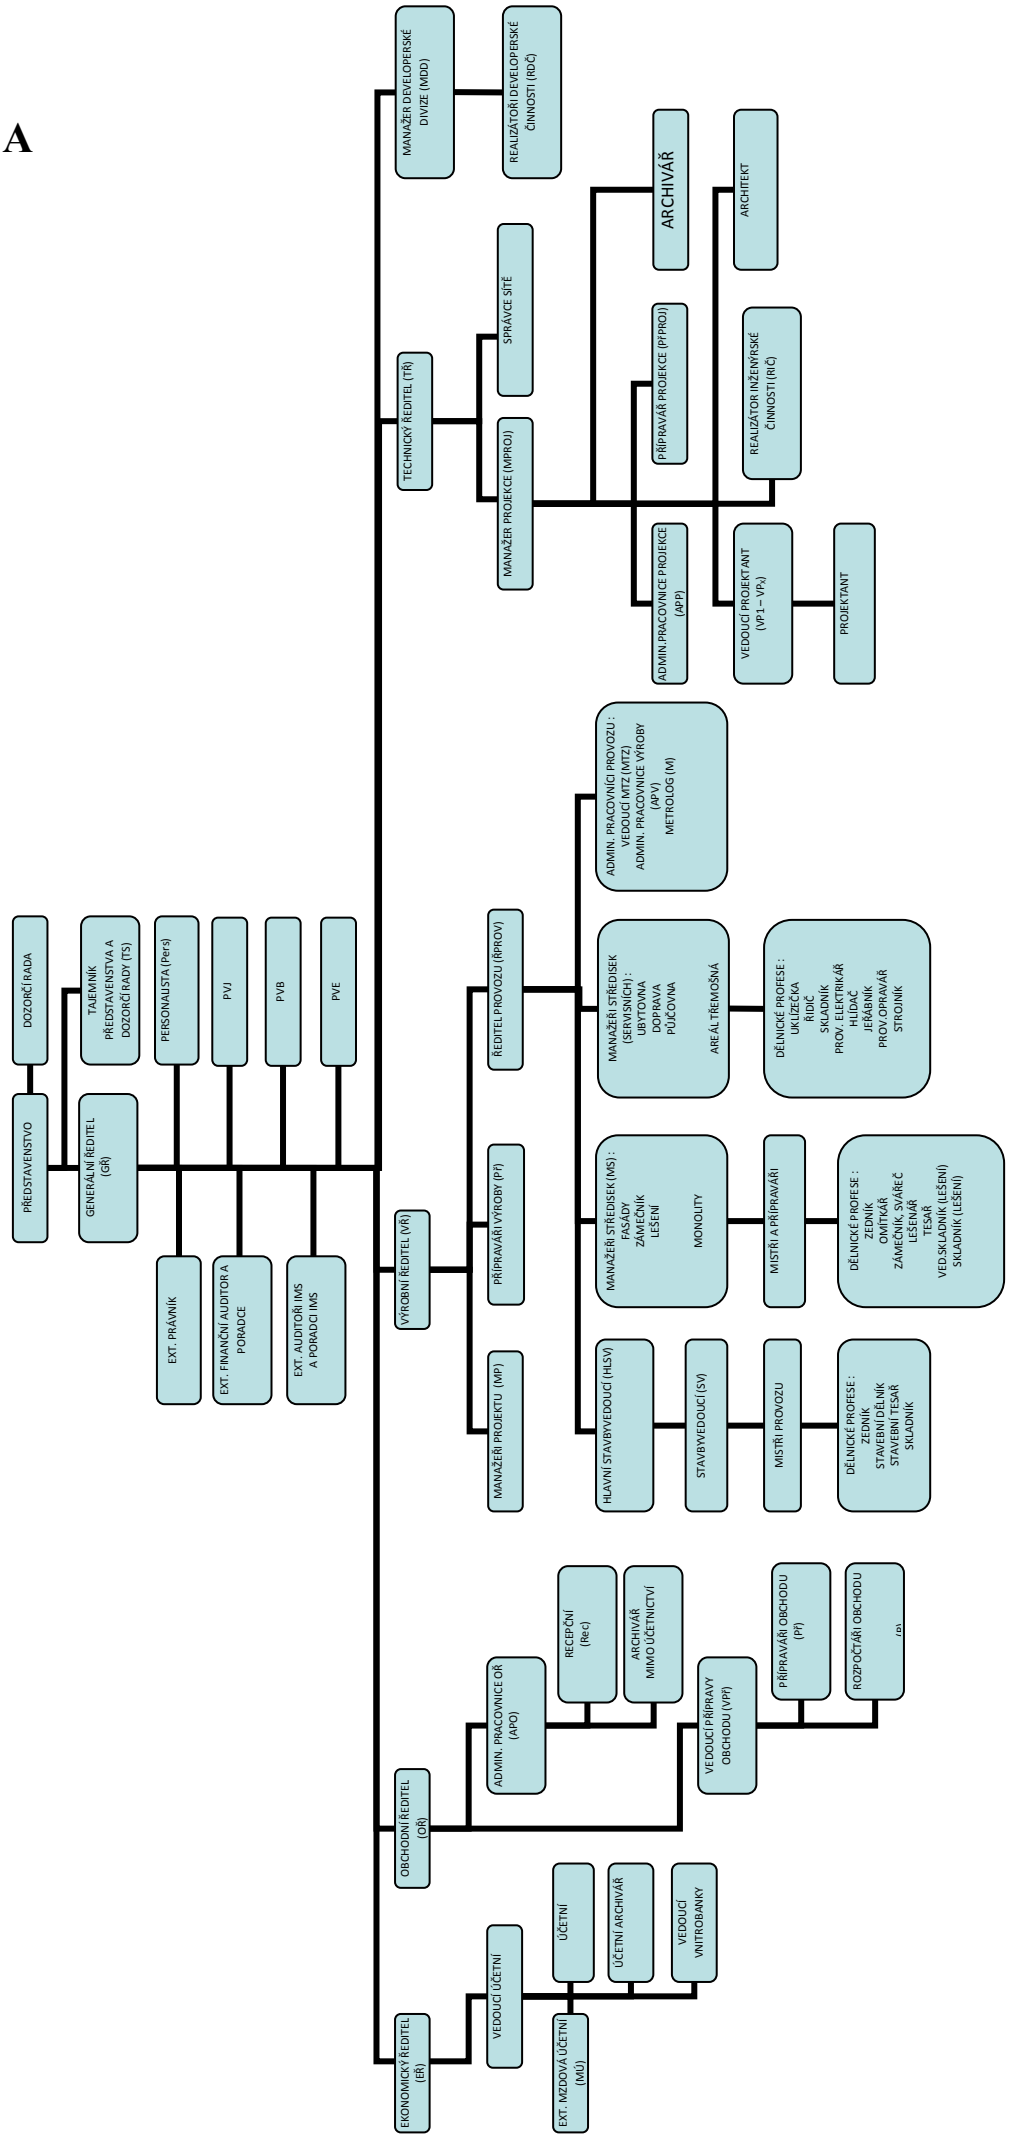 A
PŘEDSTAVENSTVO
DOZORČÍ RADA
GENERÁLNÍ ŘEDITEL
(GŘ)
TAJEMNÍK
PŘEDSTAVENSTVA A
DOZORČÍ RADY (TS)
PERSONALISTA (Pers)
PVJ
PVB
PVE
EXT. PRÁVNÍK
EXT. FINANČNÍ AUDITOR A
PORADCE
EXT. AUDITOŘI IMS
A PORADCI IMS
EKONOMICKÝ ŘEDITEL
(EŘ)
OBCHODNÍ ŘEDITEL
(OŘ)
VÝROBNÍ ŘEDITEL (VŘ)
TECHNICKÝ ŘEDITEL (TŘ)
MANAŽER DEVELOPERSKÉ
DIVIZE (MDD)
VEDOUCÍ ÚČETNÍ
EXT. MZDOVÁ ÚČETNÍ
(MÚ)
ÚČETNÍ
ÚČETNÍ ARCHIVÁŘ
VEDOUCÍ
VNITROBANKY
ADMIN. PRACOVNICE OŘ
(APO)
RECEPČNÍ
(Rec)
ARCHIVÁŘ
MIMO ÚČETNICTVÍ
VEDOUCÍ PŘÍPRAVY
OBCHODU (VPř)
PŘÍPRAVÁŘI OBCHODU
(Př)
ROZPOČTÁŘI OBCHODU
MANAŽEŘI PROJEKTU (MP)
PŘÍPRAVÁŘI VÝROBY (Př)
ŘEDITEL PROVOZU (ŘPROV)
HLAVNÍ STAVBYVEDOUCÍ (HLSV)
STAVBYVEDOUCÍ (SV)
MISTŘI PROVOZU
DĚLNICKÉ PROFESE :
ZEDNÍK
STAVEBNÍ DĚLNÍK
STAVEBNÍ TESAŘ
SKLADNÍK
MANAŽEŘI STŘEDISEK (MS) :
FASÁDY
ZÁMEČNÍK
LEŠENÍ
MONOLITY
MISTŘI A PŘÍPRAVÁŘI
DĚLNICKÉ PROFESE :
ZEDNÍK
OMÍTKÁŘ
ZÁMEČNÍK, SVÁŘEČ
LEŠENÁŘ
TESAŘ
VED.SKLADNÍK (LEŠENÍ)
SKLADNÍK (LEŠENÍ)
MANAŽEŘI STŘEDISEK
(SERVISNÍCH) :
UBYTOVNA
DOPRAVA
PŮJČOVNA
AREÁL TŘEMOŠNÁ
DĚLNICKÉ PROFESE :
UKLÍZEČKA
ŘIDIČ
SKLADNÍK
PROV. ELEKTRIKÁŘ
HLÍDAČ
JEŘÁBNÍK
PROV.OPRAVÁŘ
STROJNÍK
ADMIN. PRACOVNÍCI PROVOZU :
VEDOUCÍ MTZ (MTZ)
ADMIN. PRACOVNICE VÝROBY
(APV)
METROLOG (M)
MANAŽER PROJEKCE (MPROJ)
SPRÁVCE SÍTĚ
ADMIN.PRACOVNICE PROJEKCE
(APP)
PŘÍPRAVÁŘ PROJEKCE (PřPROJ)
ARCHIVÁŘ
VEDOUCÍ PROJEKTANT
(VP1 – VPx)
REALIZÁTOR INŽENÝRSKÉ
ČINNOSTI (RIČ)
ARCHITEKT
PROJEKTANT
REALIZÁTOŘI DEVELOPERSKÉ
ČINNOSTI (RDČ)